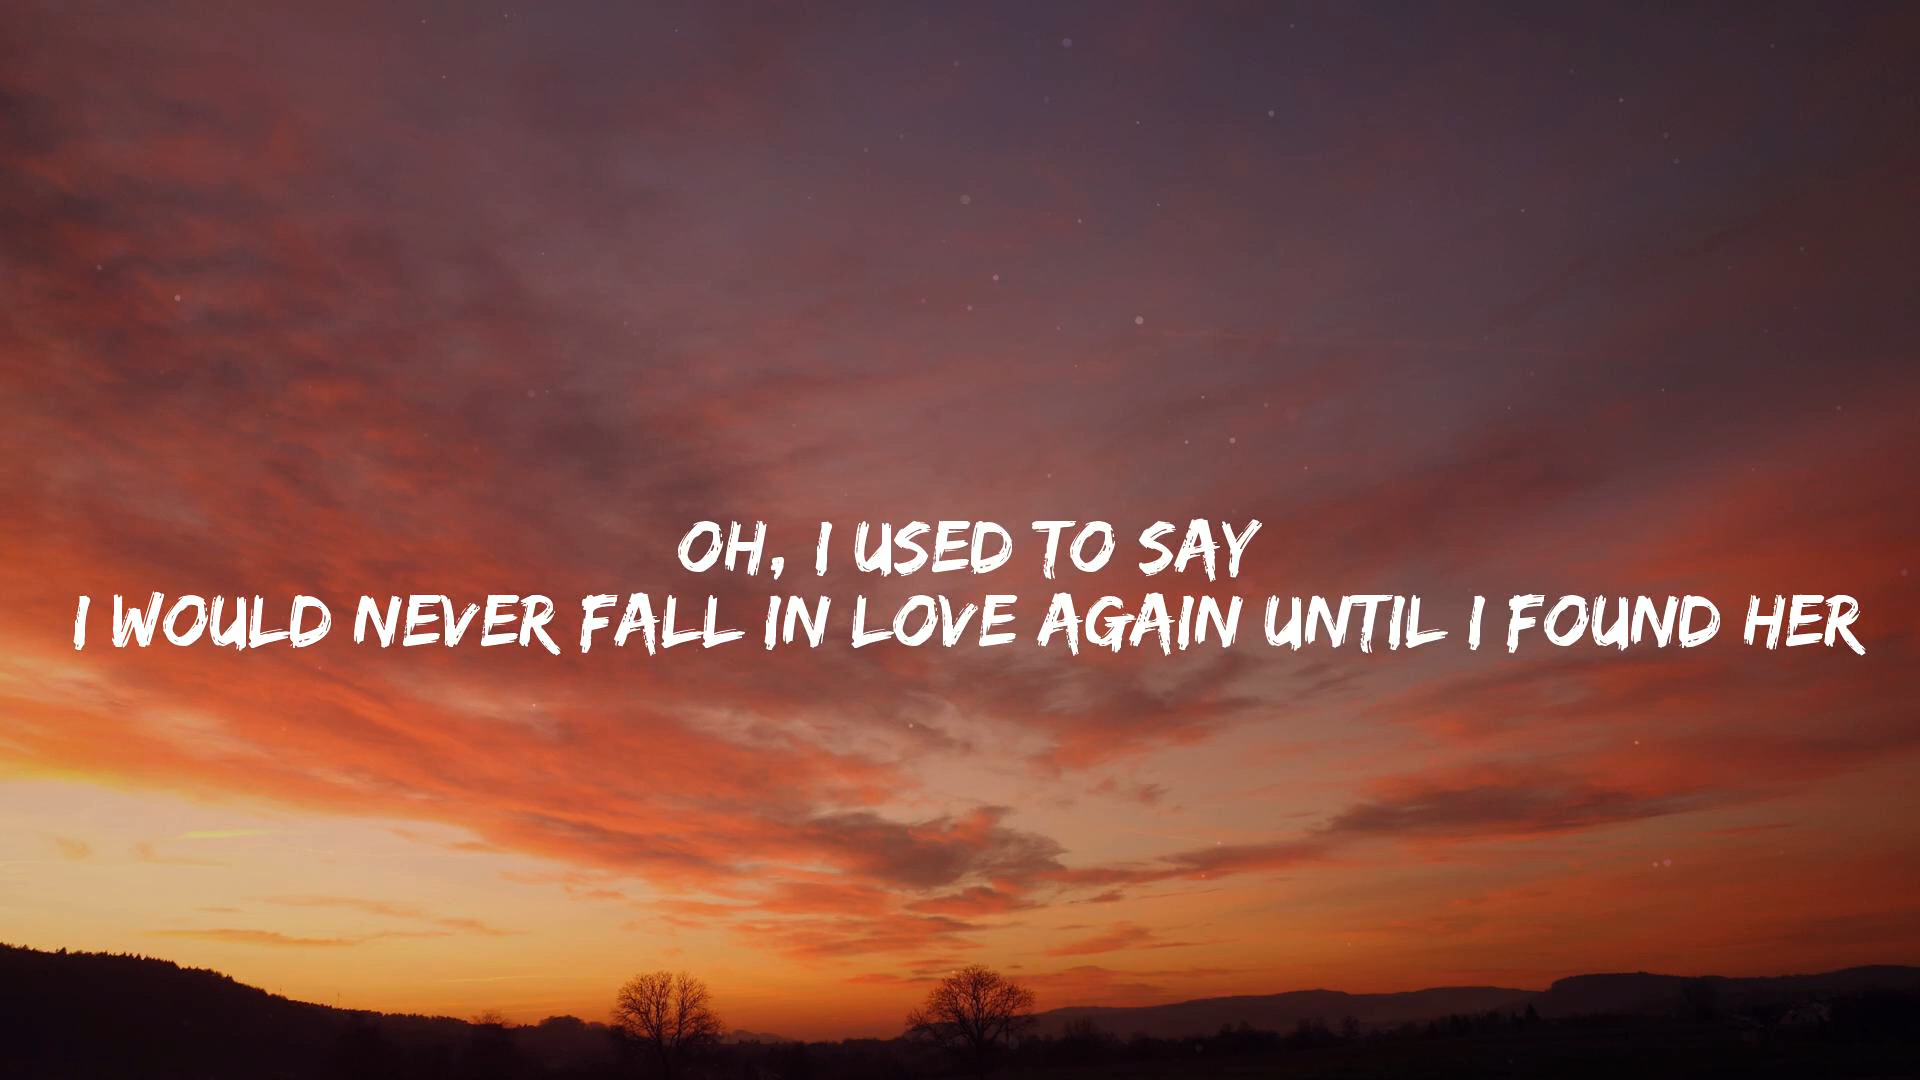 OH, I USED TO SAY
I WOULD NEVER FALL IN LOVE AGAIN UNTIL I FOUND HER